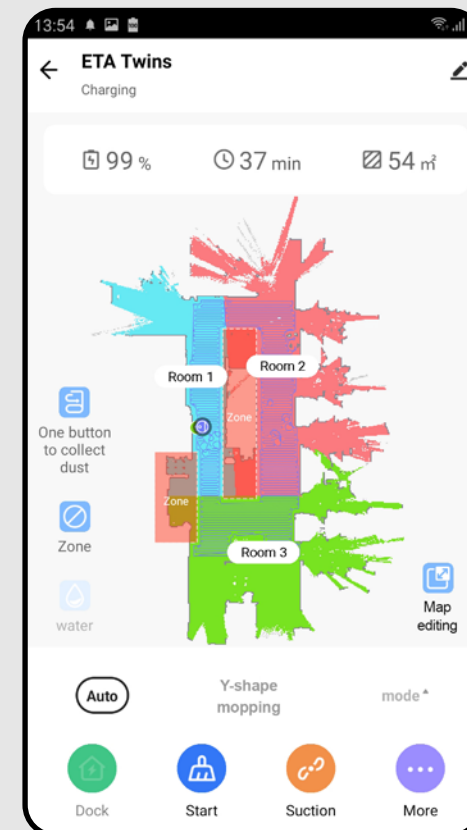 13:54
ETA Twins
Charging
99 %
37 min
54 ㎡
Room 1
Room 2
Zone
One button
to collect
dust
Zone
Zone
Room 3
water
Map
editing
Auto
Y-shape
mopping
mode
Dock
Start
Suction
More